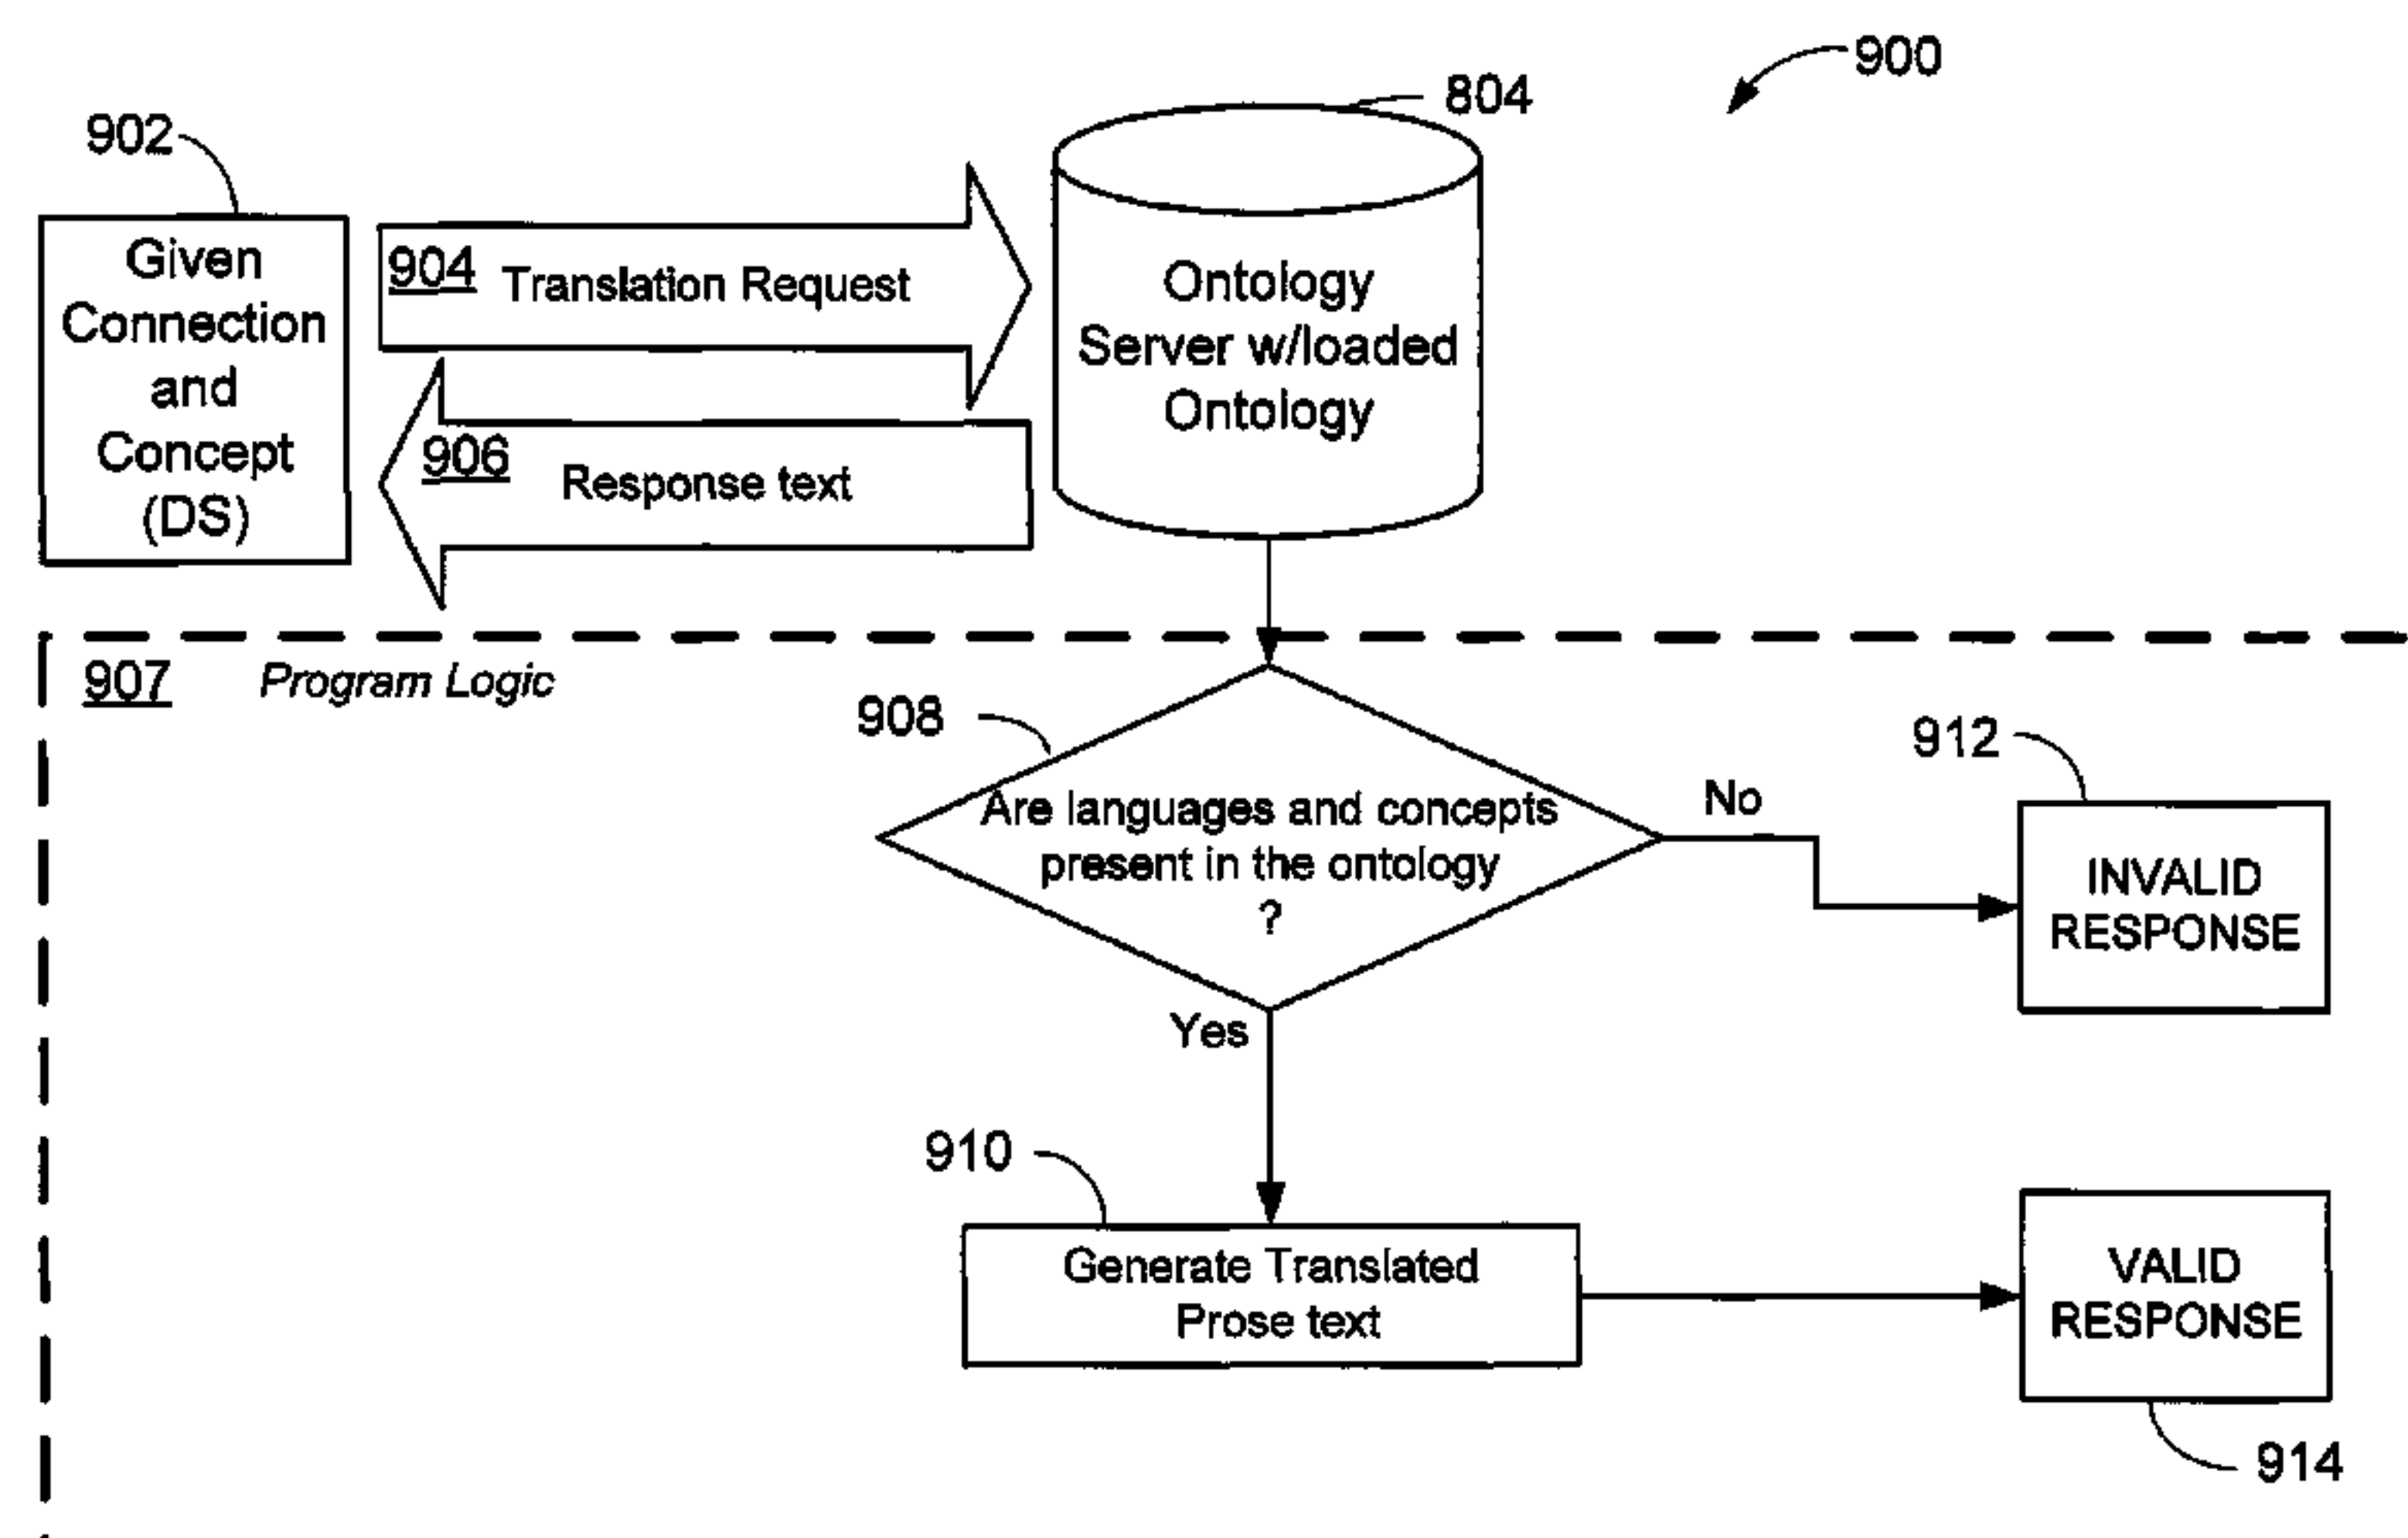 900
804
902
Given
Connection
and
Concept
(DS)
904 Translation Request
906 Response text
Ontology
Server w/loaded
Ontology
907 Program Logic
908
Are languages and concepts
present in the ontology
?
No
912
INVALID
RESPONSE
Yes
910
Generate Translated
Prose text
VALID
RESPONSE
914